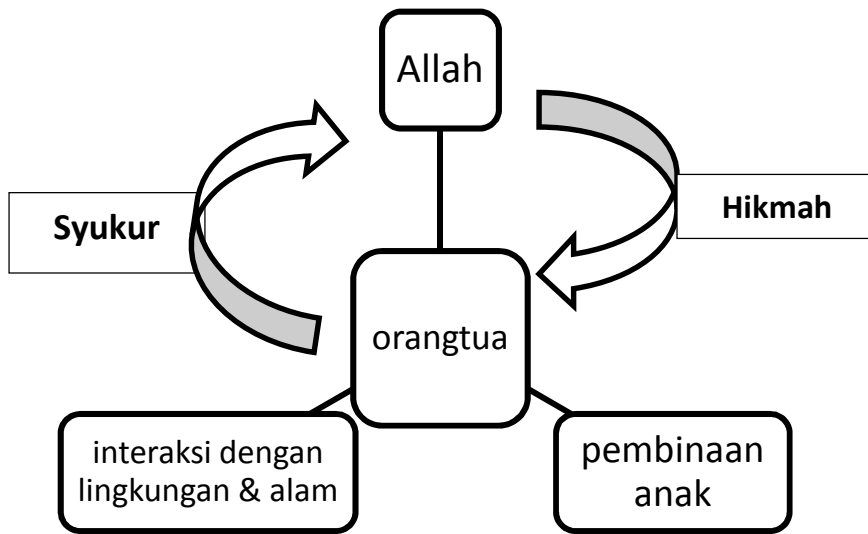 Allah
Syukur
Hikmah
orangtua
interaksi dengan
lingkungan & alam
pembinaan
anak